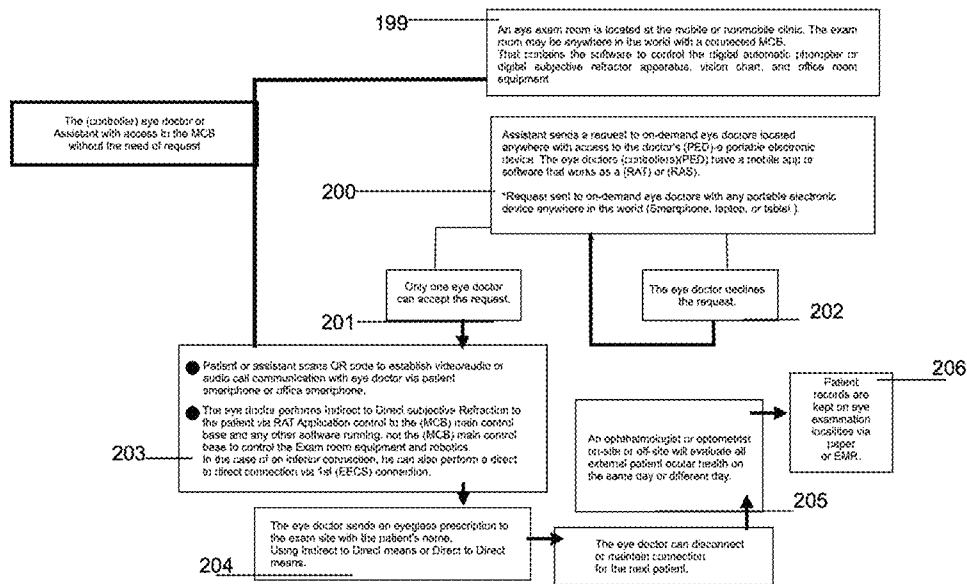 199
An eye exam room is located at the mobile or nonmobile clinic. The exam
room may be anywhere in the world with a connected MCB.
That contains the software to control the digital automatic phoropter or
digital subjective refractor apparatus, vision chart, and office room
equipment
The (controller) eye doctor or
Assistant with access to the MCB
without the need of request
Assistant sends a request to on-demand eye doctors located
anywhere with access to the doctor's (PED)-a portable electronic
device. The eye doctors (controllers)(PED) have a mobile app or
software that works as a (RAT) or (RAS).
*Request sent to on-demand eye doctors with any portable electronic
device anywhere in the world (Smartphone, laptop, or tablet ).
200
Only one eye doctor
can accept the request.
201
The eye doctor declines
the request.
202
Patient or assistant scans QR code to establish video/audio or
audio call communication with eye doctor via patient
smartphone or office smartphone.
The eye doctor performs Indirect to Direct subjective Refraction to
the patient via RAT Application control to the (MCB) main control
base and any other software running, not the (MCB) main control
base to control the Exam room equipment and robotics.
In the case of an inferior connection, he can also perform a direct
to direct connection via 1st (EECS) connection.
203
206
Patient
records are
kept on eye
examination
localities via
paper
or EMR.
An ophthalmologist or optometrist
on-site or off-site will evaluate all
external patient ocular health on
the same day or different day.
205
The eye doctor sends an eyeglass prescription to
the exam site with the patient's name.
Using Indirect to Direct means or Direct to Direct
means.
204
The eye doctor can disconnect
or maintain connection
for the next patient.